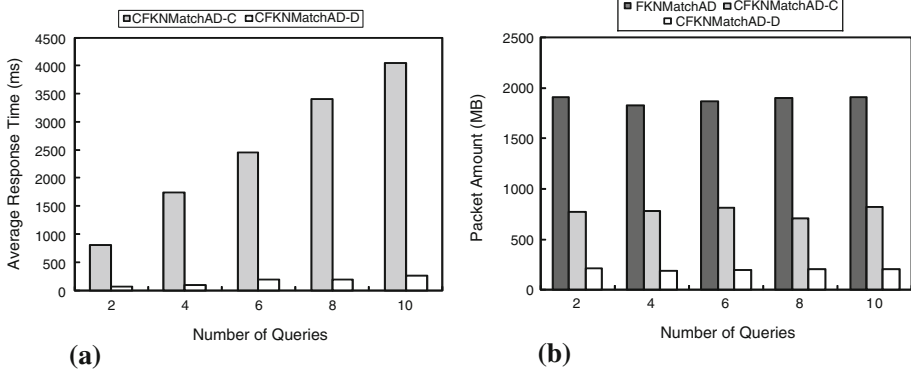 CFKNMatchAD-C CFKNMatchAD-D
4500
4000
3500
3000
2500
2000
1500
1000
500
0
Average Response Time (ms)
2 4 6 8 10
Number of Queries
(a)
FKNMatchAD CFKNMatchAD-C
CFKNMatchAD-D
2500
2000
1500
1000
500
0
Packet Amount (MB)
2 4 6 8 10
Number of Queries
(b)